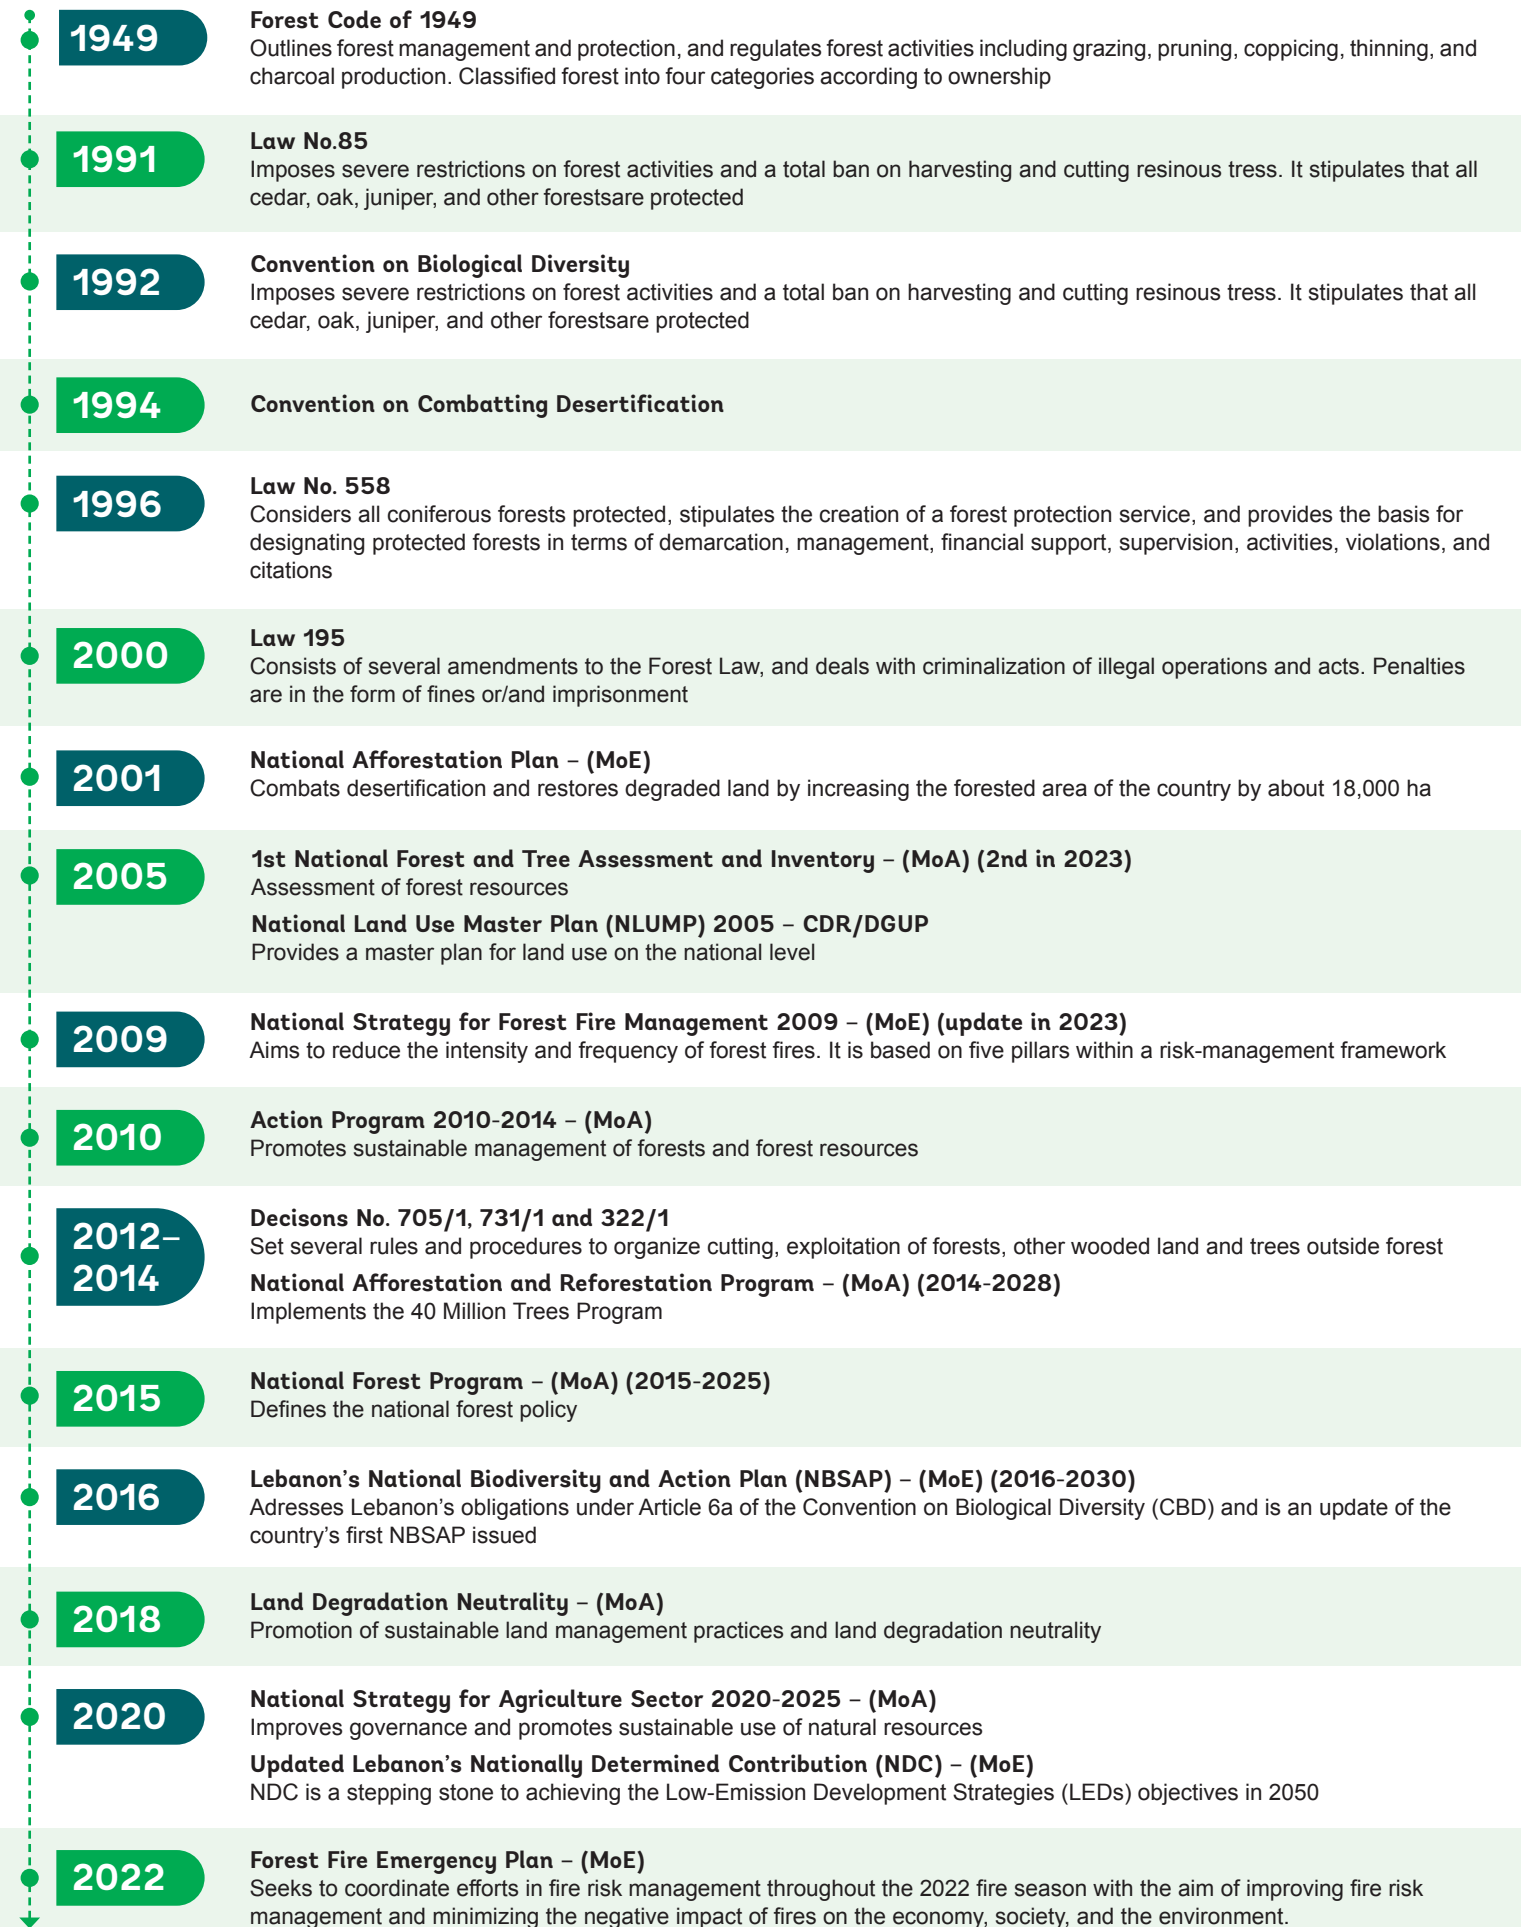 1949
Forest Code of 1949
Outlines forest management and protection, and regulates forest activities including grazing, pruning, coppicing, thinning, and
charcoal production. Classified forest into four categories according to ownership
1991
Law No.85
Imposes severe restrictions on forest activities and a total ban on harvesting and cutting resinous tress. It stipulates that all
cedar, oak, juniper, and other forestsare protected
1992
Convention on Biological Diversity
Imposes severe restrictions on forest activities and a total ban on harvesting and cutting resinous tress. It stipulates that all
cedar, oak, juniper, and other forestsare protected
1994
Convention on Combatting Desertification
1996
Law No. 558
Considers all coniferous forests protected, stipulates the creation of a forest protection service, and provides the basis for
designating protected forests in terms of demarcation, management, financial support, supervision, activities, violations, and
citations
2000
Law 195
Consists of several amendments to the Forest Law, and deals with criminalization of illegal operations and acts. Penalties
are in the form of fines or/and imprisonment
2001
National Afforestation Plan – (MoE)
Combats desertification and restores degraded land by increasing the forested area of the country by about 18,000 ha
2005
1st National Forest and Tree Assessment and Inventory – (MoA) (2nd in 2023)
Assessment of forest resources
National Land Use Master Plan (NLUMP) 2005 – CDR/DGUP
Provides a master plan for land use on the national level
2009
National Strategy for Forest Fire Management 2009 – (MoE) (update in 2023)
Aims to reduce the intensity and frequency of forest fires. It is based on five pillars within a risk-management framework
2010
Action Program 2010-2014 – (MoA)
Promotes sustainable management of forests and forest resources
2012–
2014
Decisons No. 705/1, 731/1 and 322/1
Set several rules and procedures to organize cutting, exploitation of forests, other wooded land and trees outside forest
National Afforestation and Reforestation Program – (MoA) (2014-2028)
Implements the 40 Million Trees Program
2015
National Forest Program – (MoA) (2015-2025)
Defines the national forest policy
2016
Lebanon's National Biodiversity and Action Plan (NBSAP) – (MoE) (2016-2030)
Adresses Lebanon's obligations under Article 6a of the Convention on Biological Diversity (CBD) and is an update of the
country's first NBSAP issued
2018
Land Degradation Neutrality – (MoA)
Promotion of sustainable land management practices and land degradation neutrality
2020
National Strategy for Agriculture Sector 2020-2025 – (MoA)
Improves governance and promotes sustainable use of natural resources
Updated Lebanon's Nationally Determined Contribution (NDC) – (MoE)
NDC is a stepping stone to achieving the Low-Emission Development Strategies (LEDs) objectives in 2050
2022
Forest Fire Emergency Plan – (MoE)
Seeks to coordinate efforts in fire risk management throughout the 2022 fire season with the aim of improving fire risk
management and minimizing the negative impact of fires on the economy, society, and the environment.